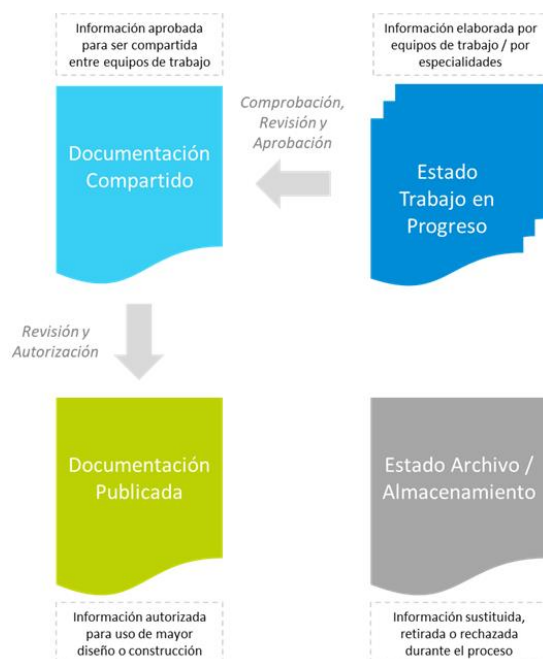 Información aprobada
para ser compartida
entre equipos de trabajo
Información elaborada por
equipos de trabajo / por
especialidades
Comprobación,
Revisión y
Aprobación
Documentación
Compartido
Estado
Trabajo en
Progreso
Revisión y
Autorización
Documentación
Publicada
Estado Archivo /
Almacenamiento
Información autorizada
para uso de mayor
diseño o construcción
Información sustituida,
retirada o rechazada
durante el proceso